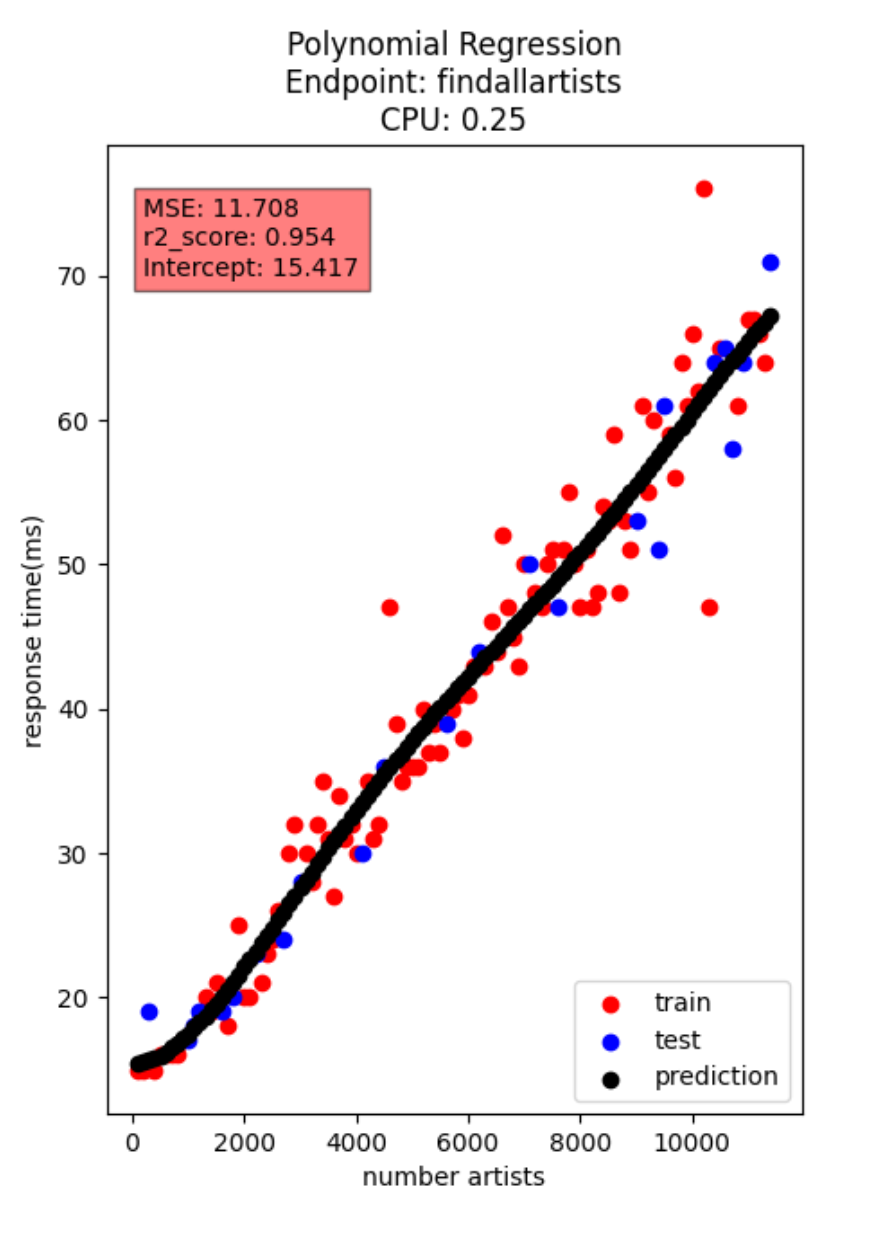 Polynomial Regression
Endpoint: findallartists
CPU: 0.25
MSE: 11.708
r2_score: 0.954
Intercept: 15.417
70
60
50
40
30
20
response time(ms)
train
test
prediction
0 2000 4000 6000 8000 10000
number artists